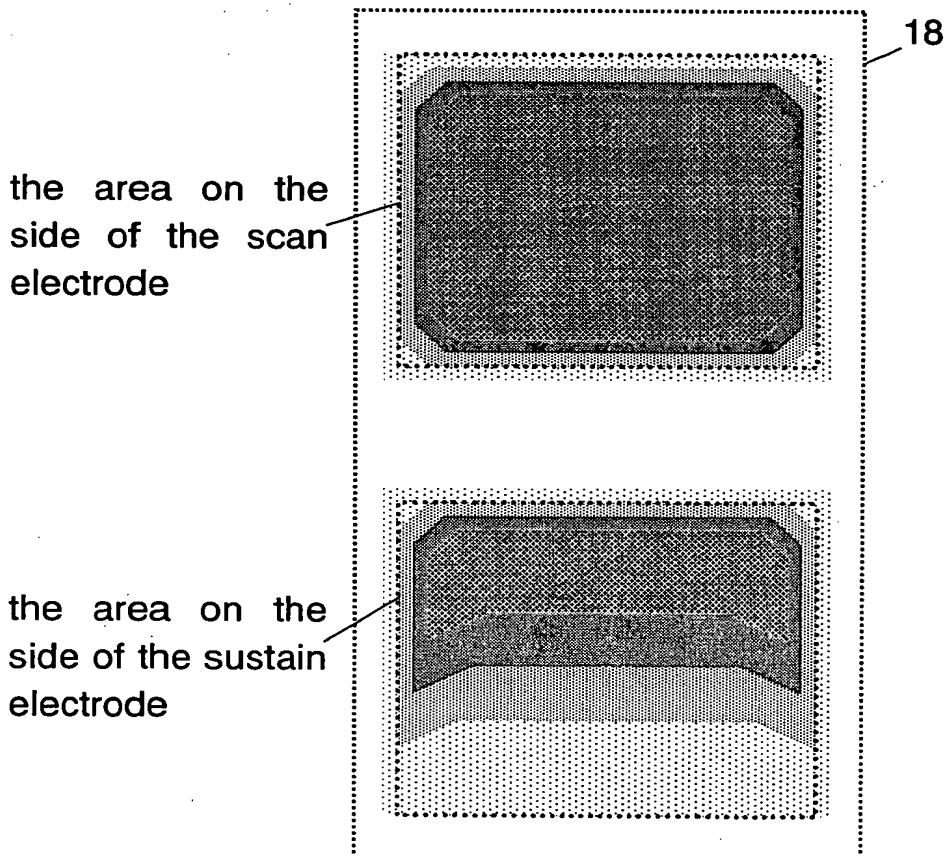 18
the area on the
side of the scan
electrode
the area on the
side of the sustain
electrode